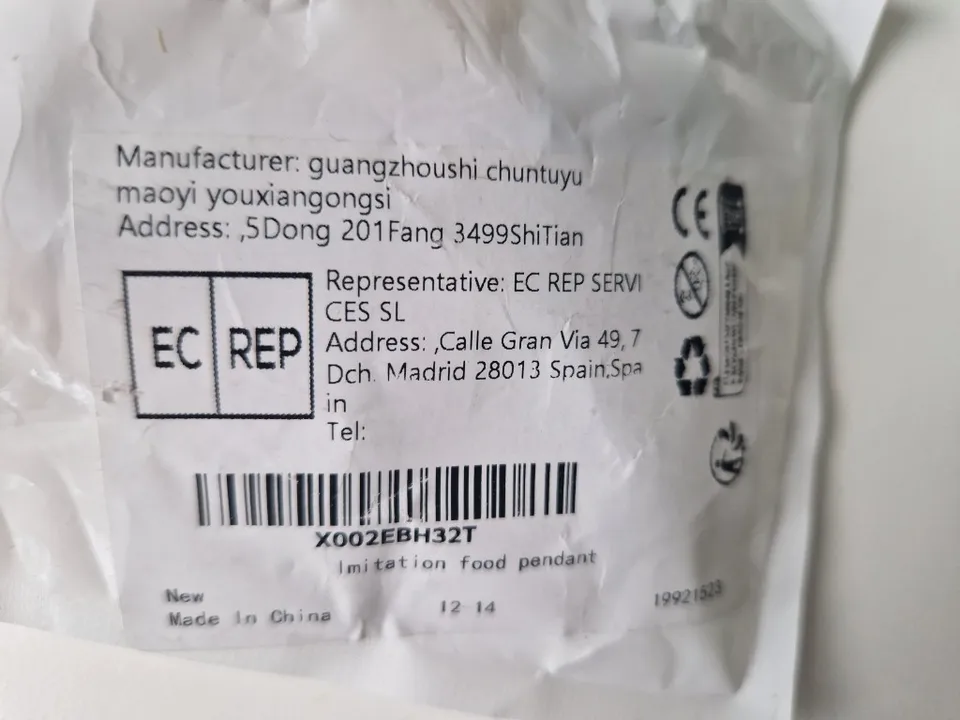 Manufacturer: guangzhoushi chuntuyu
maoyi youxiangongsi
Address: ,5Dong 201Fang 3499ShiTian
EC REP
Representative: EC REP SERVI
CES SL
Address: ,Calle Gran Via 49, 7
Dch. Madrid 28013 Spain,Spa
in
Tel:
CE
X002EBH32T
Imitation food pendant
New
12 14
19921523
Made In China